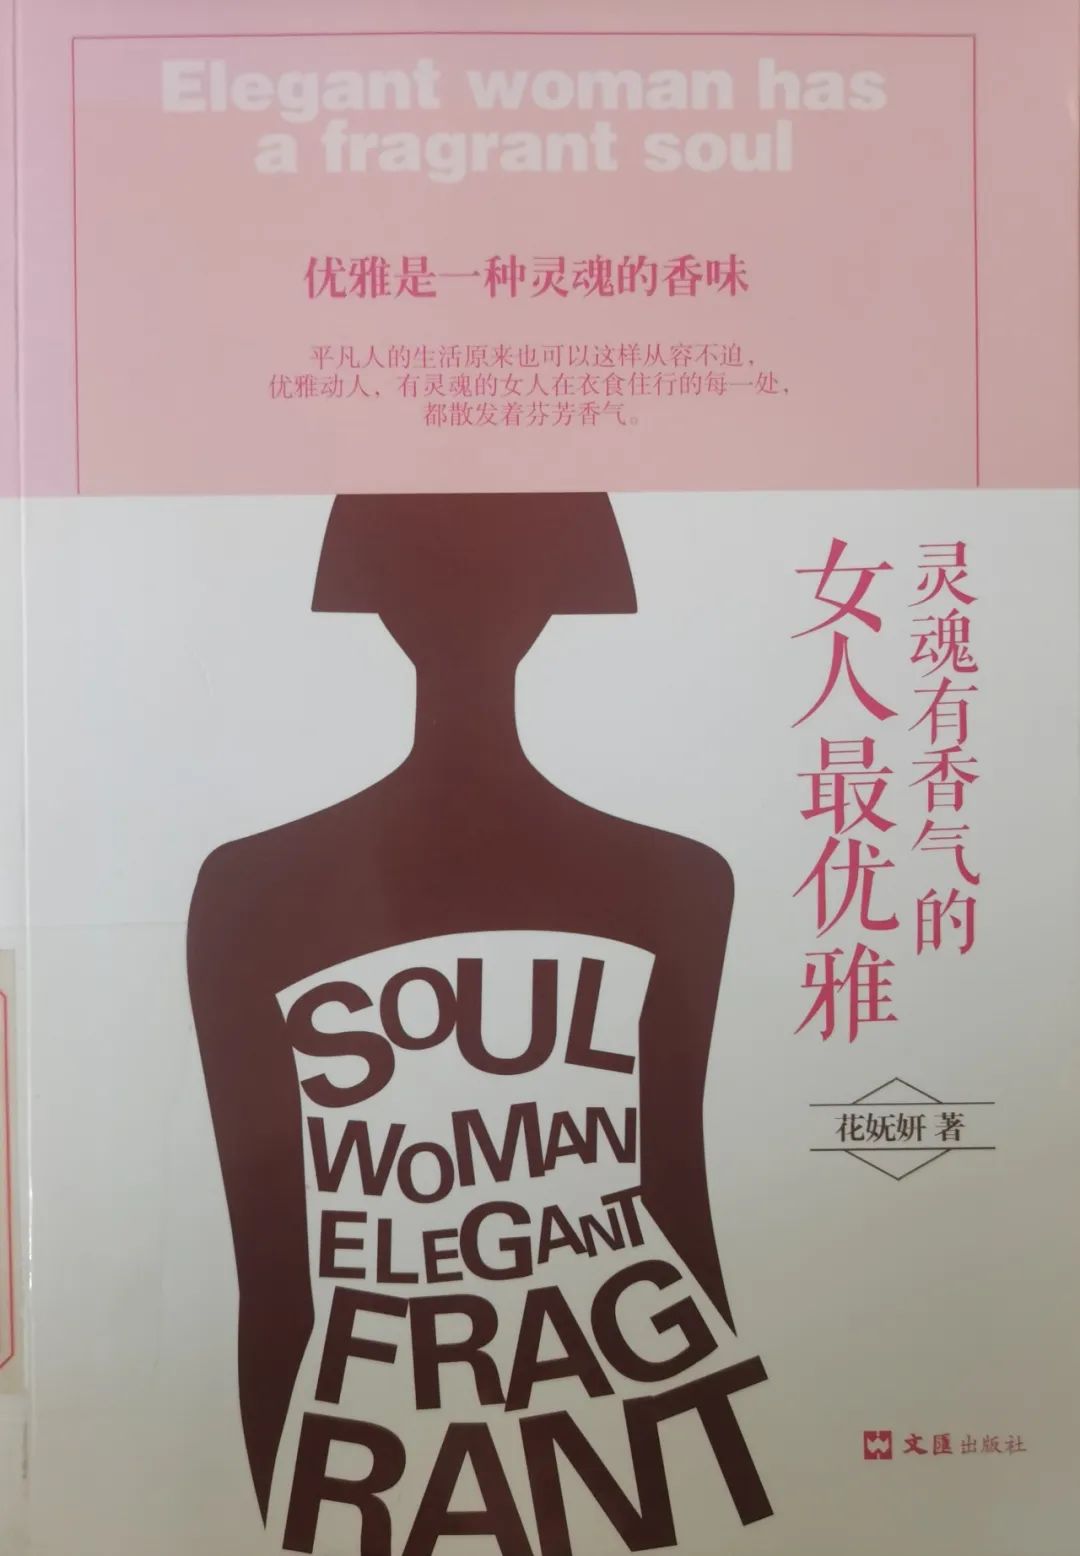 Elegant woman has
a fragrant soul
优雅是一种灵魂的香味
平凡人的生活原来也可以这样从容不迫，
优雅动人，有灵魂的女人在衣食住行的每一处，
都散发着芬芳香气。
灵魂有香气的
女人最优雅
花妩妍 著
SOUL
WOMAN
ELEGANT
FRAG
RANT
文匯出版社